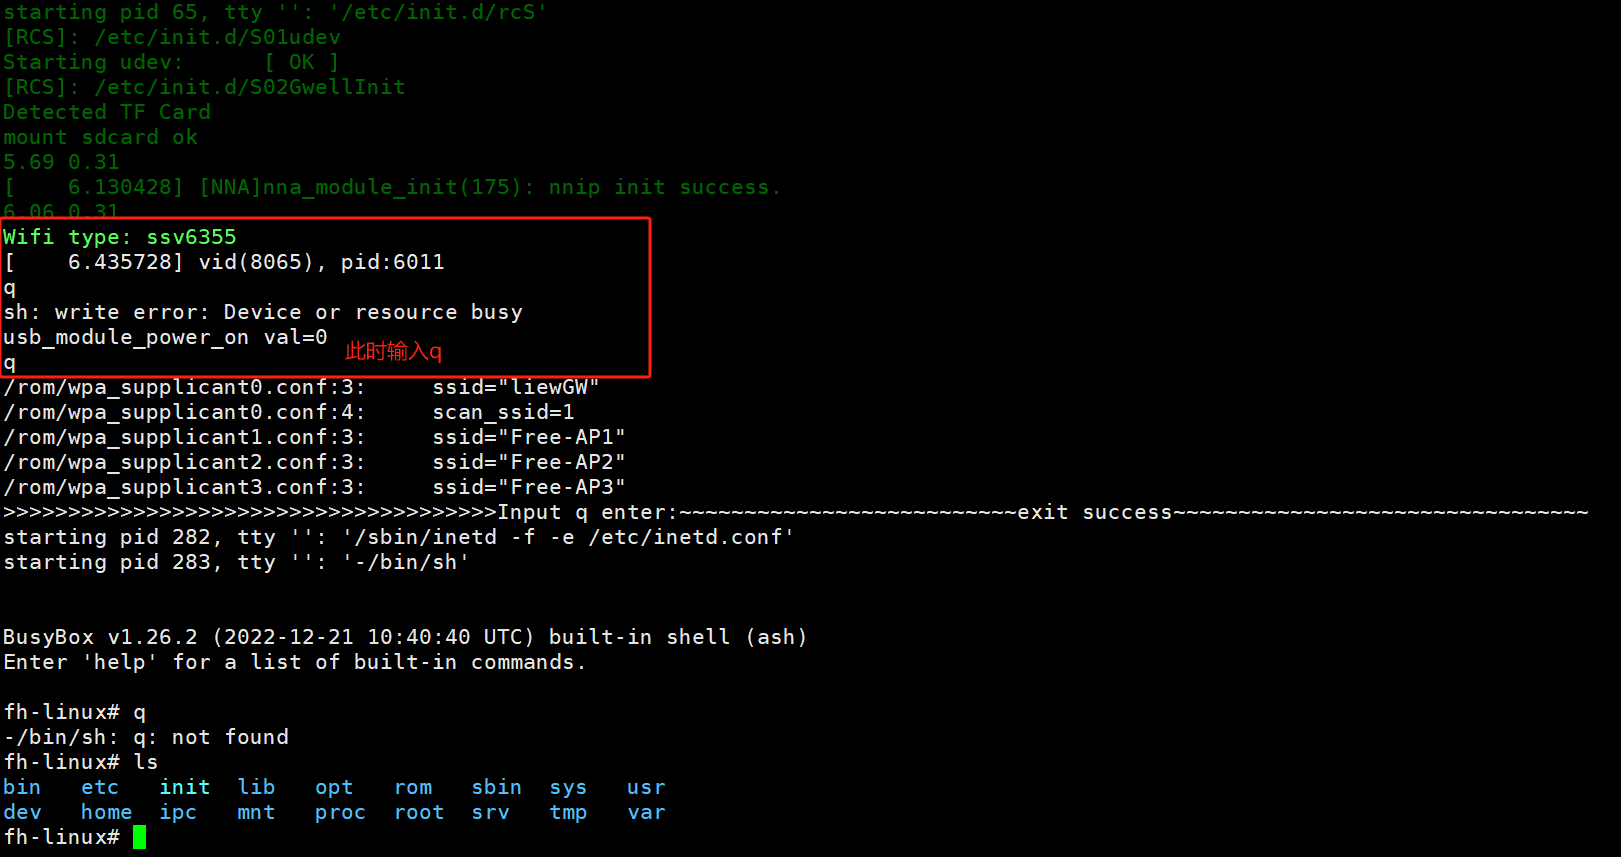 starting pid 65, tty '': '/etc/init.d/rcS'
[RCS]: /etc/init.d/S01udev
Starting udev:      [ OK ]
[RCS]: /etc/init.d/S02GwellInit
Detected TF Card
mount sdcard ok
5.69 0.31
[    6.130428] [NNA]nna_module_init(175): nnip init success.
6.06 0.31
Wifi type: ssv6355
[    6.435728] vid(8065), pid:6011
q
sh: write error: Device or resource busy
usb_module_power_on val=0
此时输入q
q
/rom/wpa_supplicant0.conf:3:     ssid="liewGW"
/rom/wpa_supplicant0.conf:4:     scan_ssid=1
/rom/wpa_supplicant1.conf:3:     ssid="Free-AP1"
/rom/wpa_supplicant2.conf:3:     ssid="Free-AP2"
/rom/wpa_supplicant3.conf:3:     ssid="Free-AP3"
>>>>>>>>>>>>>>>>>>>>>>>>>>>>>>>>>>>>>>Input q enter:~~~~~~~~~~~~~~~~~~~~~~~~~~exit success~~~~~~~~~~~~~~~~~~~~~~~~~~~~~~~~
starting pid 282, tty '': '/sbin/inetd -f -e /etc/inetd.conf'
starting pid 283, tty '': '-/bin/sh'
BusyBox v1.26.2 (2022-12-21 10:40:40 UTC) built-in shell (ash)
Enter 'help' for a list of built-in commands.
fh-linux# q
-/bin/sh: q: not found
fh-linux# ls
bin   etc   init  lib   opt   rom   sbin  sys   usr
dev   home  ipc   mnt   proc  root  srv   tmp   var
fh-linux#